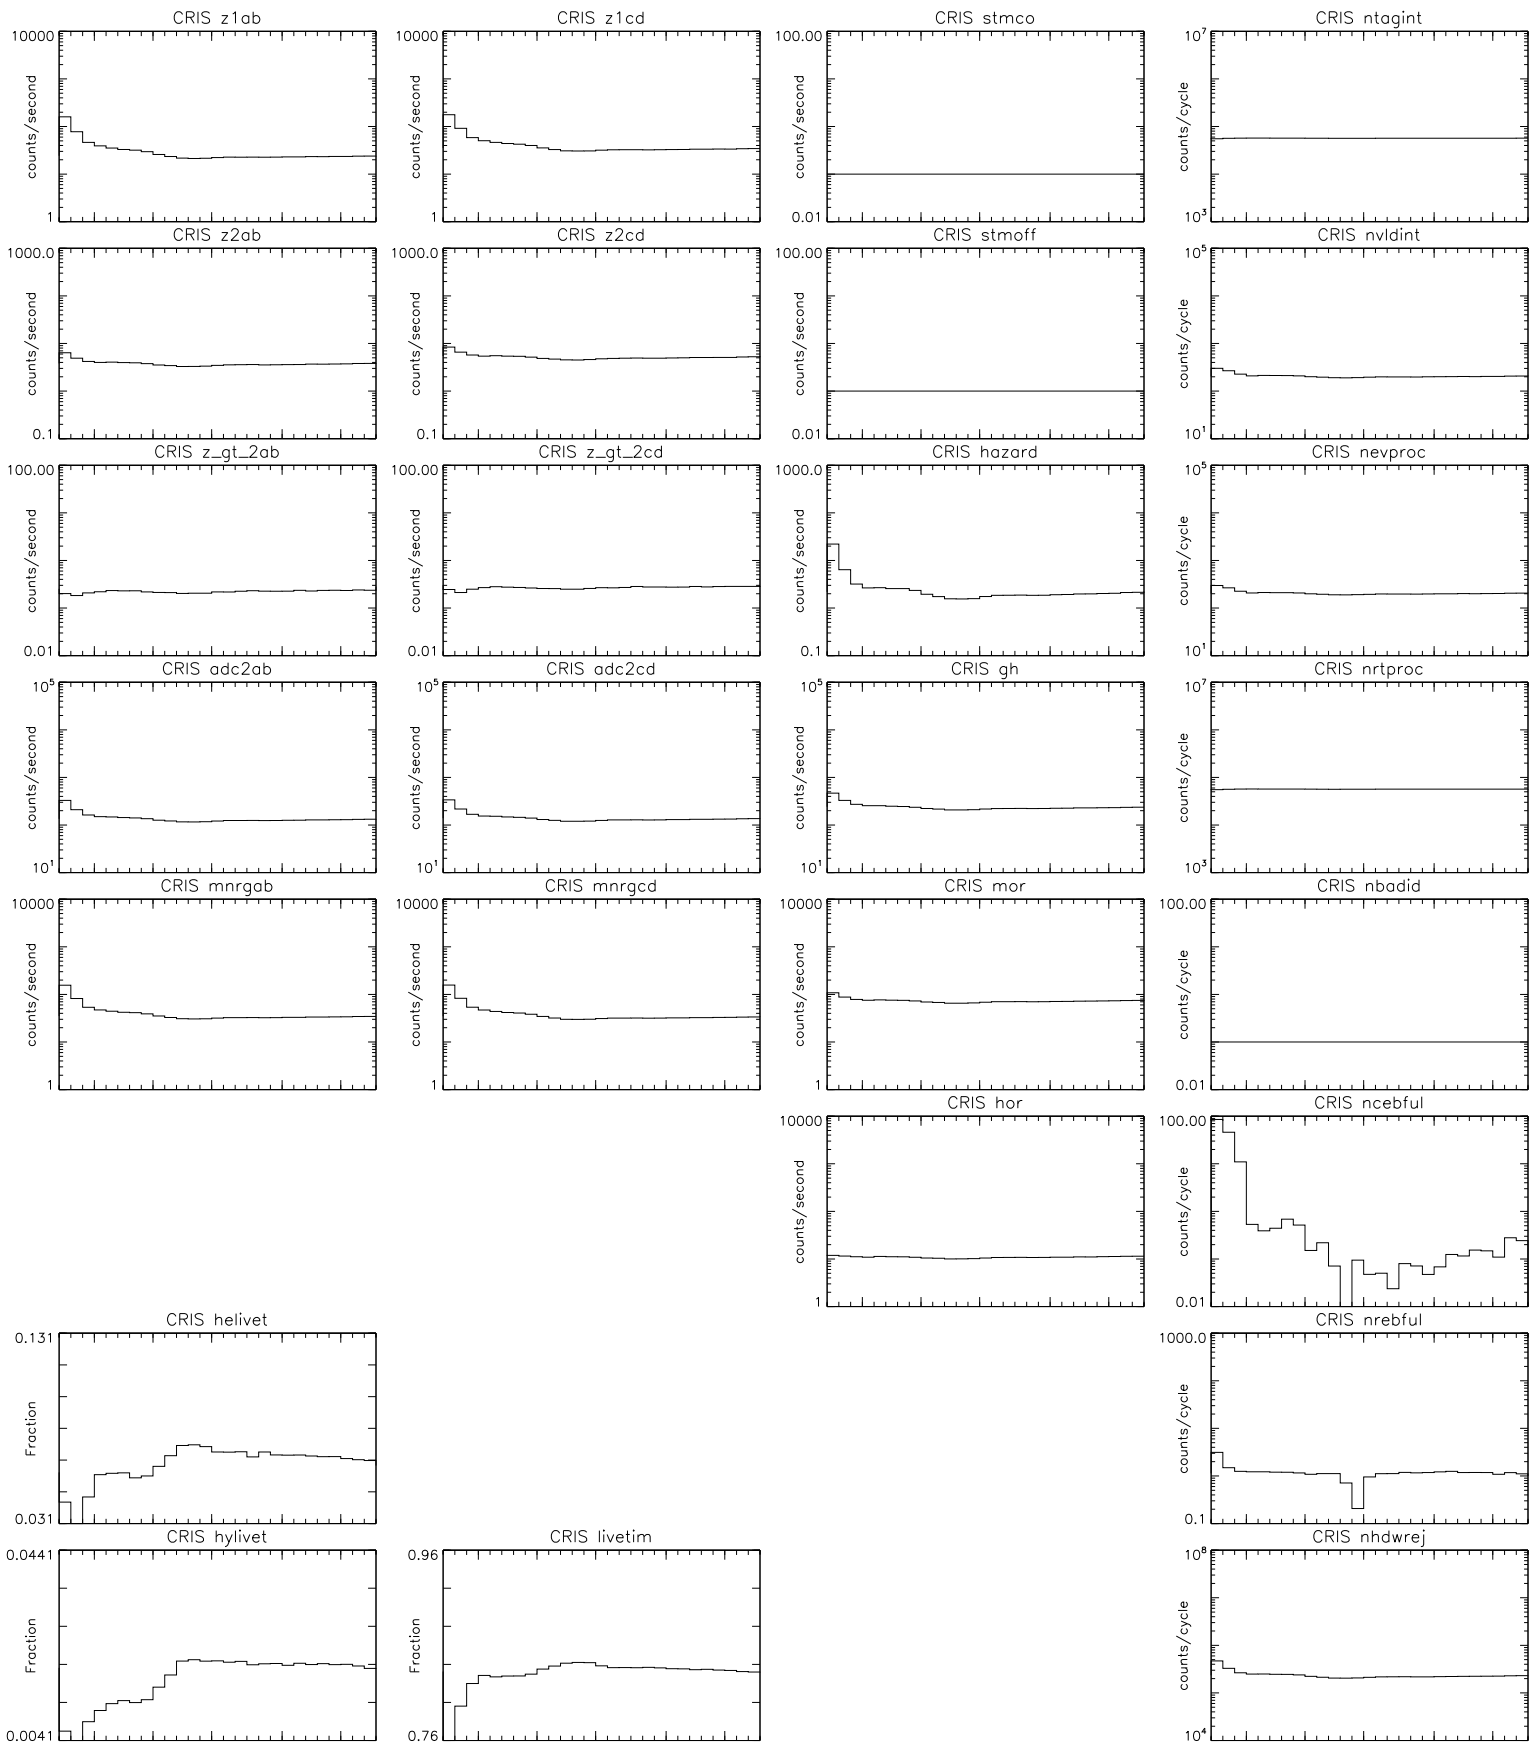 CRIS z1ab
10000
counts/second
1
CRIS z1cd
10000
counts/second
1
CRIS stmco
100.00
counts/second
0.01
CRIS ntagint
10⁷
counts/cycle
10³
CRIS z2ab
1000.0
counts/second
0.1
CRIS z2cd
1000.0
counts/second
0.1
CRIS stmoff
100.00
counts/second
0.01
CRIS nvldint
10⁵
counts/cycle
10¹
CRIS z_gt_2ab
100.00
counts/second
0.01
CRIS z_gt_2cd
100.00
counts/second
0.01
CRIS hazard
1000.0
counts/second
0.1
CRIS nevproc
10⁵
counts/cycle
10¹
CRIS adc2ab
10⁵
counts/second
10¹
CRIS adc2cd
10⁵
counts/second
10¹
CRIS gh
10⁵
counts/second
10¹
CRIS nrtproc
10⁷
counts/cycle
10³
CRIS mnrgab
10000
counts/second
1
CRIS mnrgcd
10000
counts/second
1
CRIS mor
10000
counts/second
1
CRIS nbadid
100.00
counts/cycle
0.01
CRIS hor
10000
counts/second
1
CRIS ncebful
100.00
counts/cycle
0.01
CRIS helivet
0.131
Fraction
0.031
CRIS nrebful
1000.0
counts/cycle
0.1
CRIS hylivet
0.0441
Fraction
0.0041
CRIS livetim
0.96
Fraction
0.76
CRIS nhdwrej
10⁸
counts/cycle
10⁴